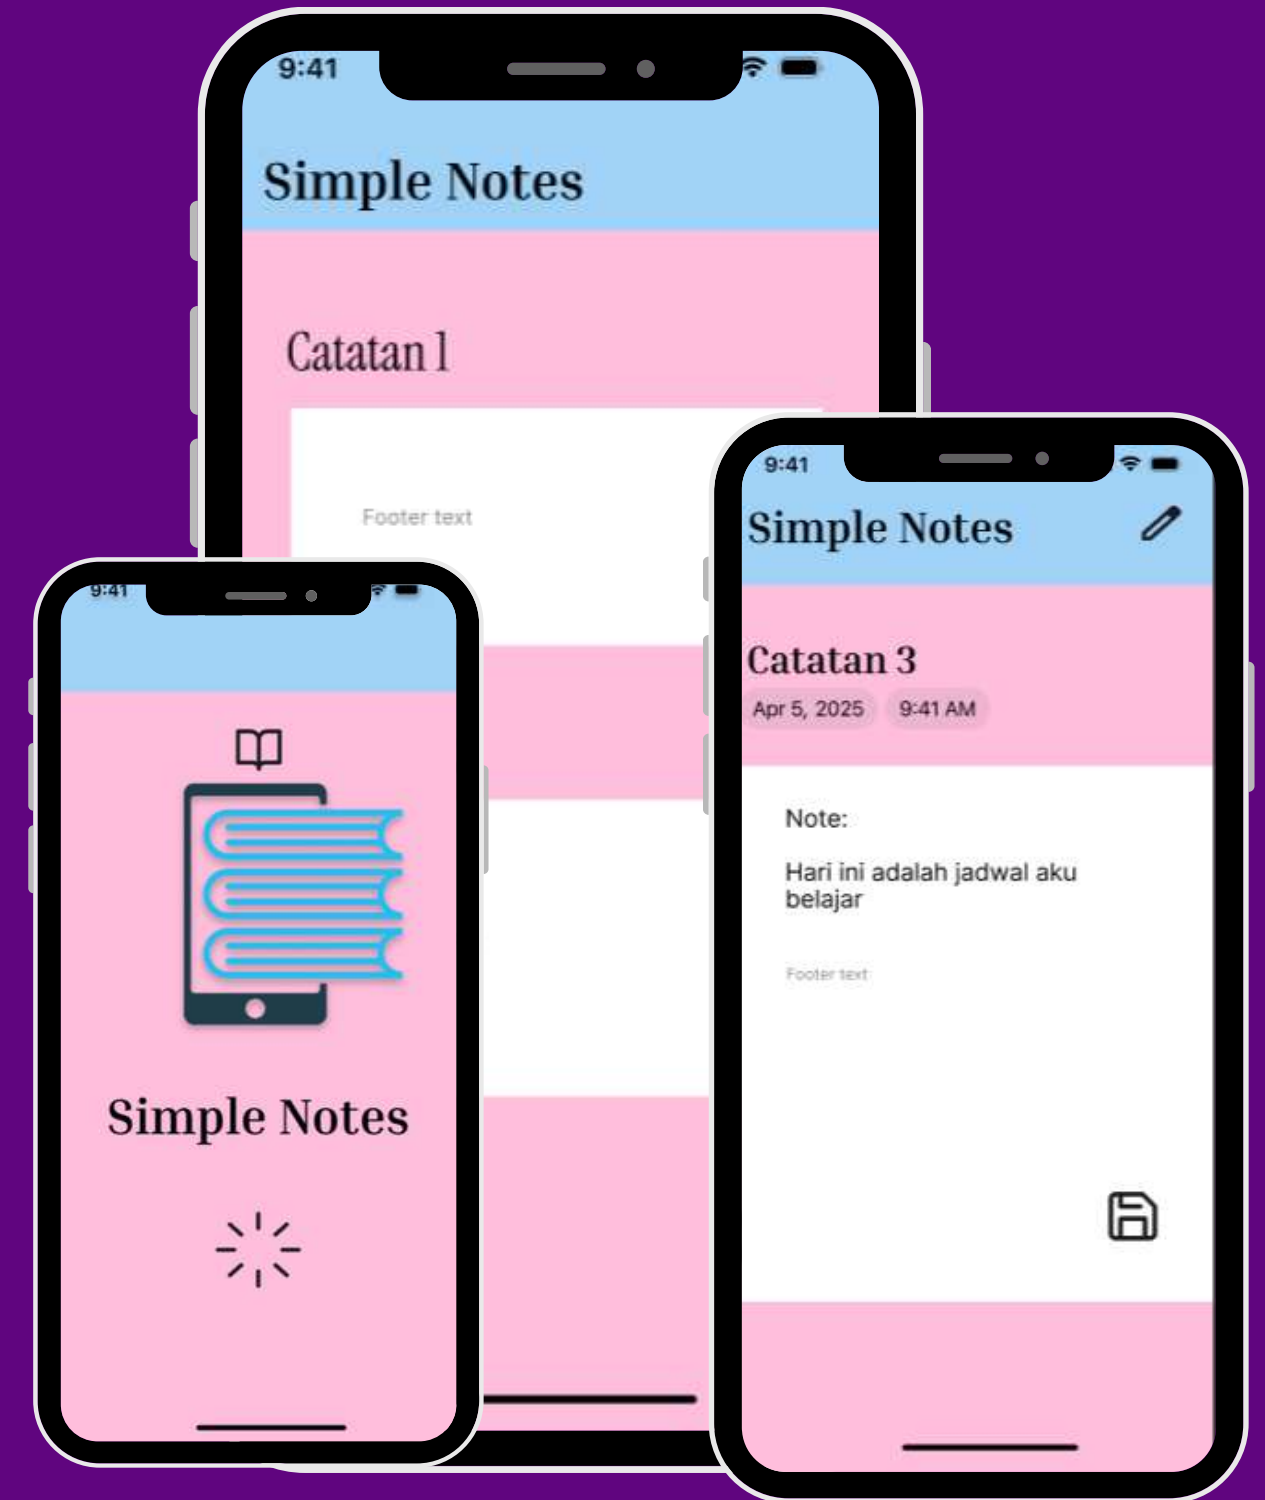 9:41
Simple Notes
Catatan 1
Footer text
9:41
Simple Notes
9:41
Simple Notes
Catatan 3
Apr 5, 2025 9:41 AM
Note:
Hari ini adalah jadwal aku
belajar
Footer text